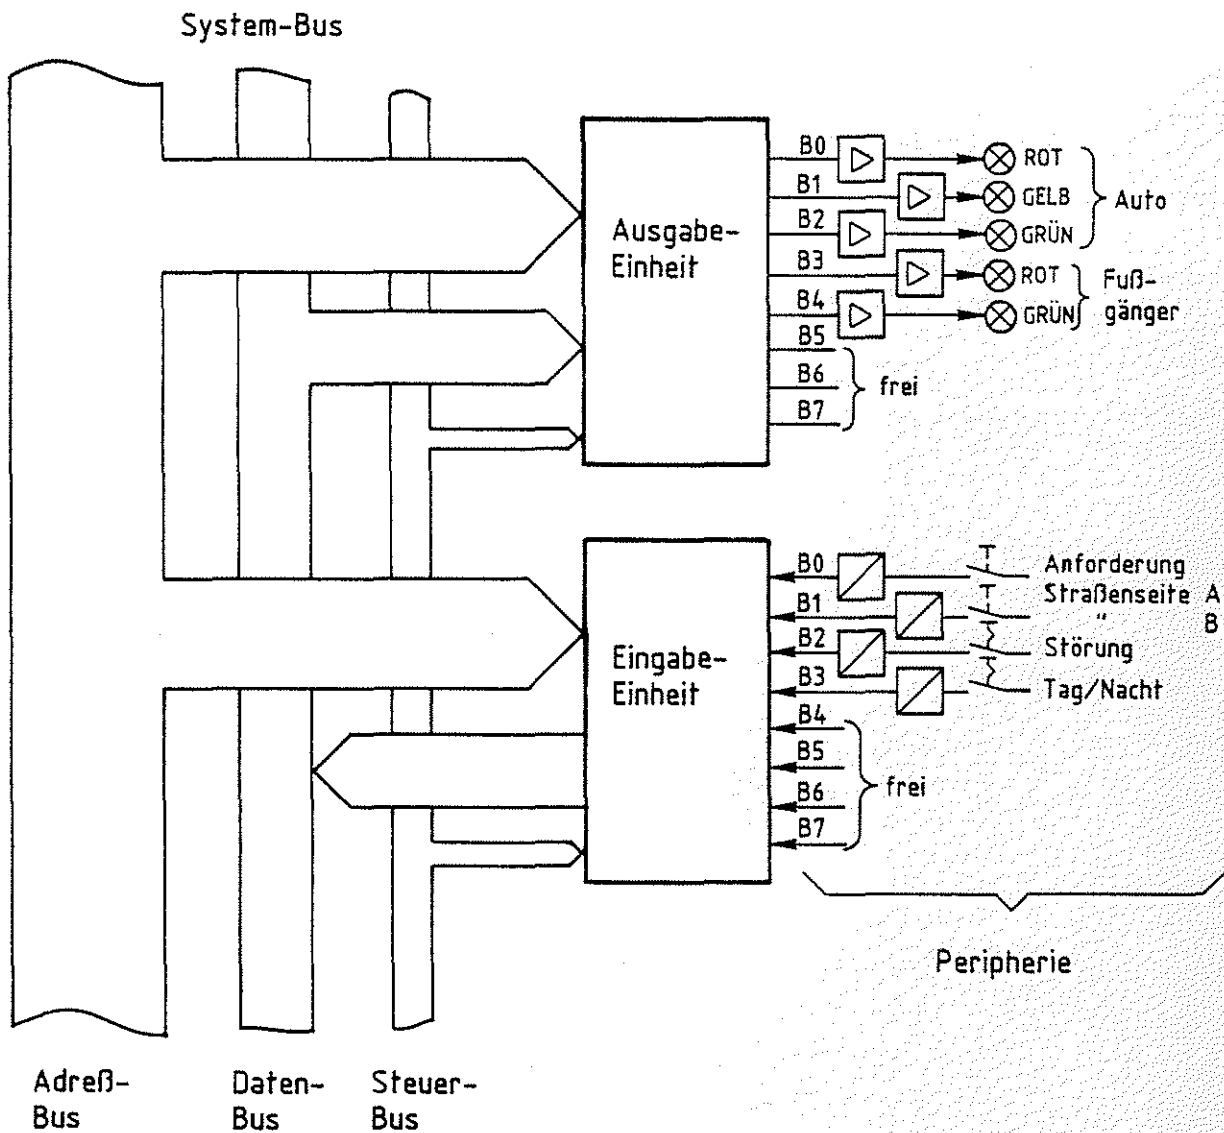 System-Bus
Ausgabe-
Einheit
B0
B1
B2
B3
B4
B5
B6
B7
ROT
GELB
GRÜN
ROT
GRÜN
Auto
Fuß-
gänger
frei
Eingabe-
Einheit
B0
B1
B2
B3
B4
B5
B6
B7
Anforderung
Straßenseite A
" B
Störung
Tag/Nacht
frei
Peripherie
Adreß-
Bus
Daten-
Bus
Steuer-
Bus